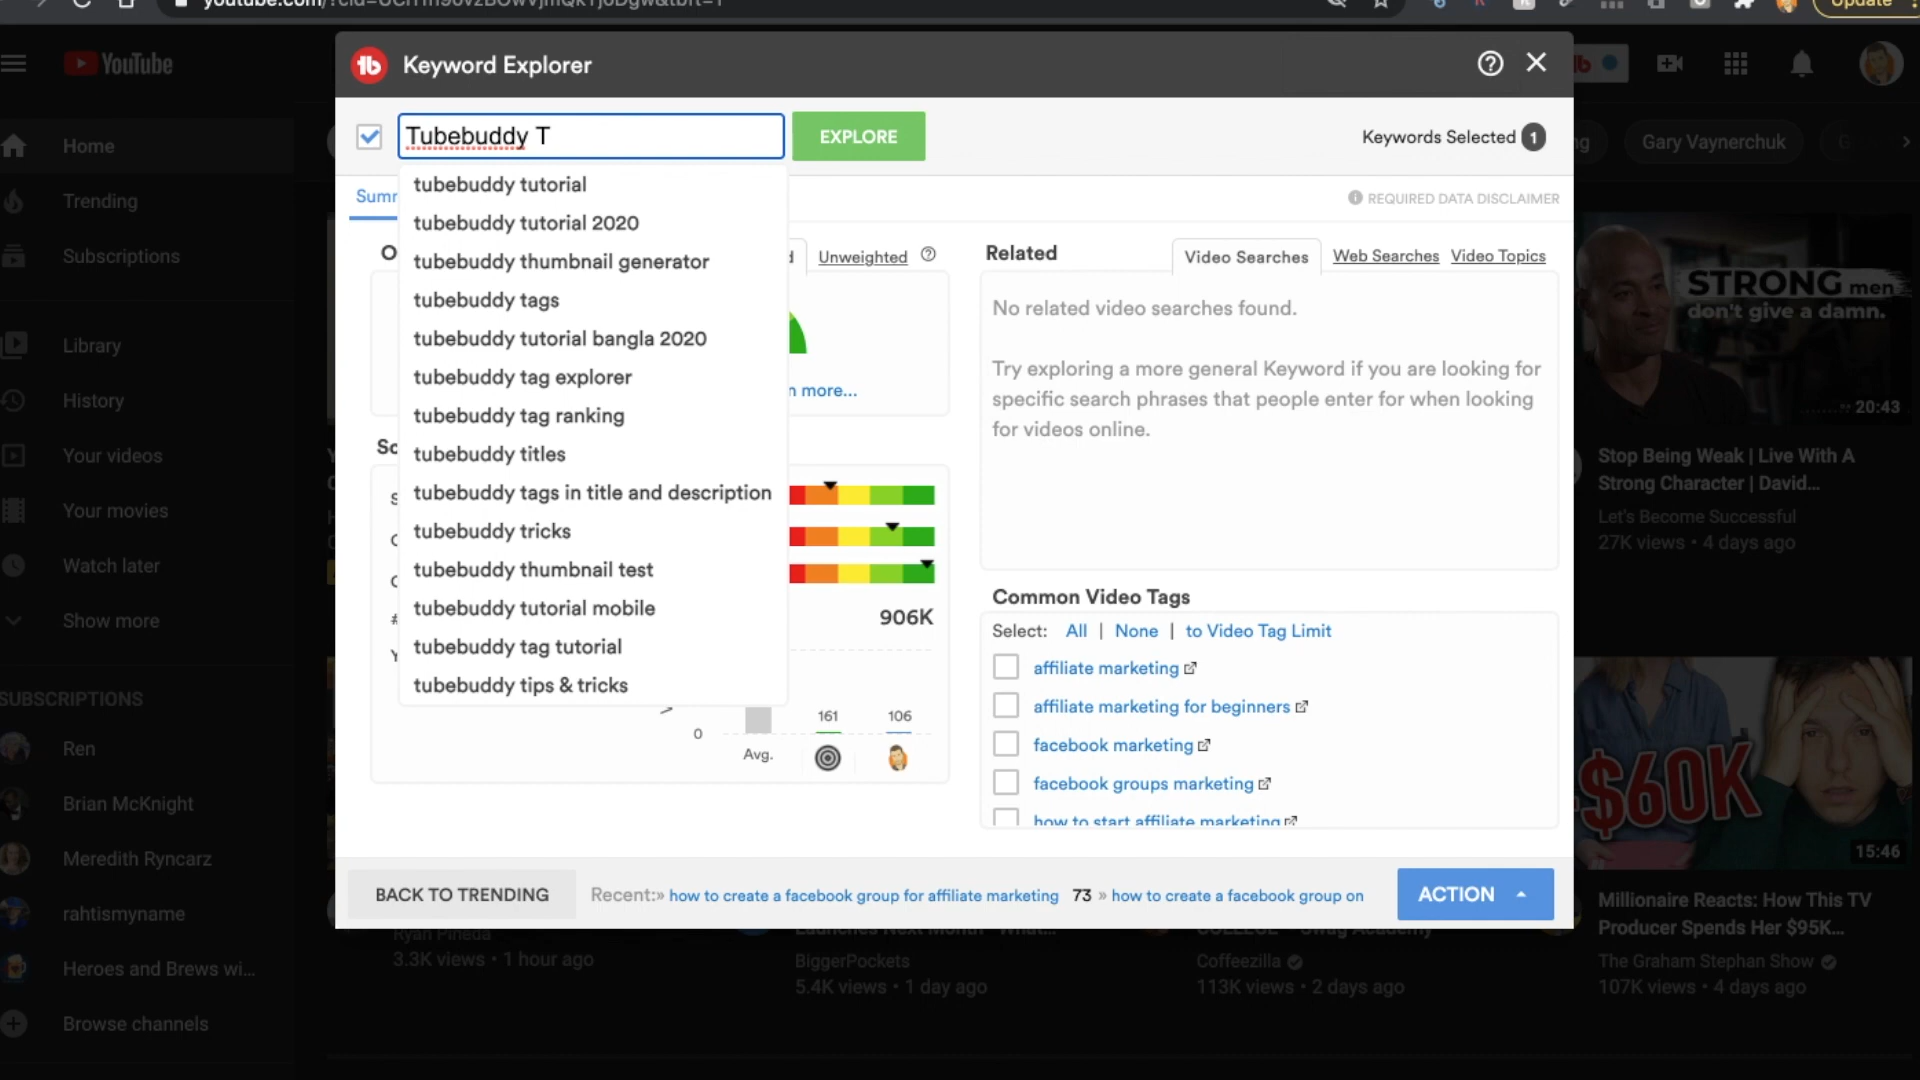 YouTube
Home
Trending
Subscriptions
Library
History
Your videos
Your movies
Watch later
Show more
SUBSCRIPTIONS
Ren
Brian McKnight
Meredith Ryncarz
rahtismyname
Heroes and Brews wi...
Browse channels
Update
Keyword Explorer
Tubebuddy T
EXPLORE
Keywords Selected 1
Summ
REQUIRED DATA DISCLAIMER
tubebuddy tutorial
tubebuddy tutorial 2020
tubebuddy thumbnail generator
tubebuddy tags
tubebuddy tutorial bangla 2020
tubebuddy tag explorer
tubebuddy tag ranking
tubebuddy titles
tubebuddy tags in title and description
tubebuddy tricks
tubebuddy thumbnail test
tubebuddy tutorial mobile
tubebuddy tag tutorial
tubebuddy tips & tricks
Unweighted
more...
906K
0
161
106
Avg.
Related
Video Searches
Web Searches
Video Topics
No related video searches found.
Try exploring a more general Keyword if you are looking for
specific search phrases that people enter for when looking
for videos online.
Common Video Tags
Select: All | None | to Video Tag Limit
affiliate marketing
affiliate marketing for beginners
facebook marketing
facebook groups marketing
how to start affiliate marketing
BACK TO TRENDING
Recent:» how to create a facebook group for affiliate marketing 73 » how to create a facebook group on
ACTION
Gary Vaynerchuk
STRONG men
don't give a damn.
20:43
Stop Being Weak | Live With A
Strong Character | David...
Let's Become Successful
27K views • 4 days ago
$60K
15:46
Millionaire Reacts: How This TV
Producer Spends Her $95K...
The Graham Stephan Show
107K views • 4 days ago
Ryan Pineda
3.3K views • 1 hour ago
Launches Next Month - What...
BiggerPockets
5.4K views • 1 day ago
COLLEGE - Swag Academy
Coffeezilla
113K views • 2 days ago